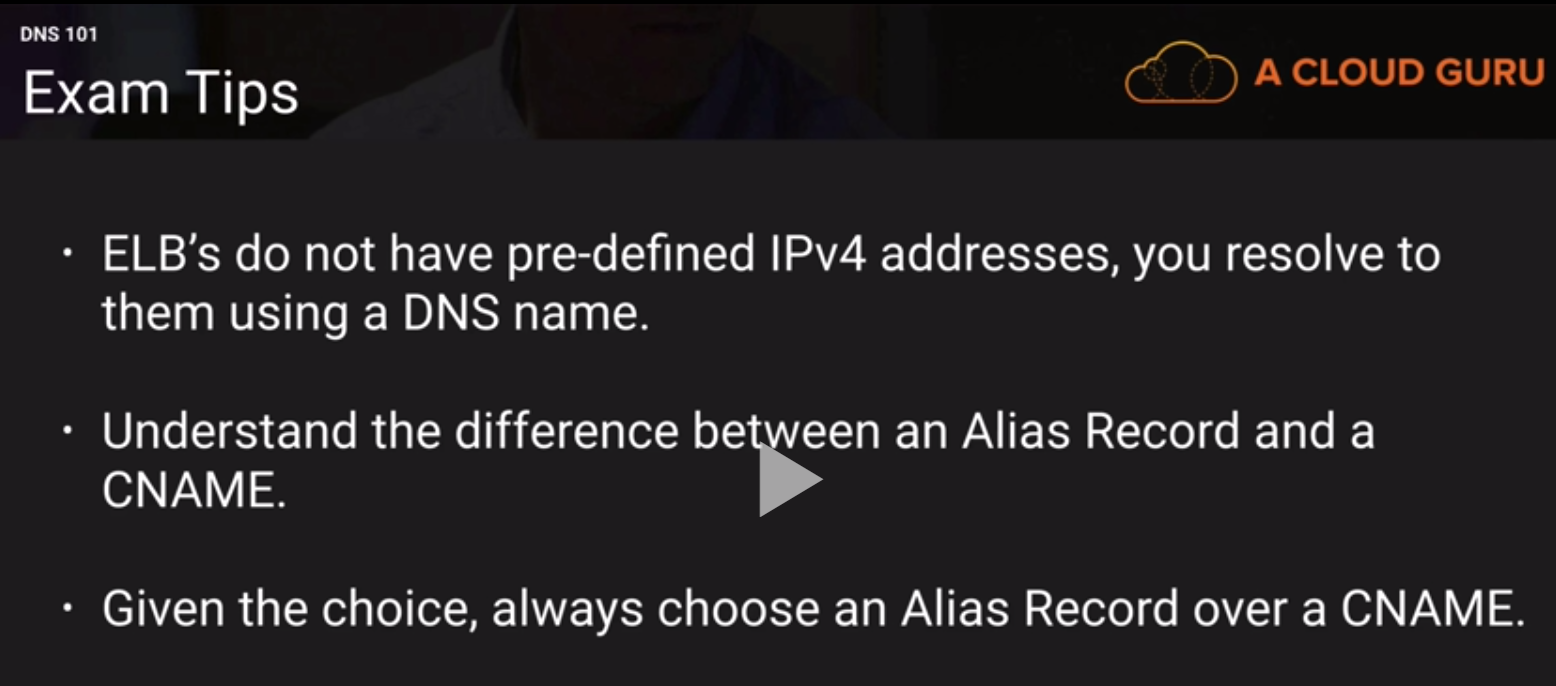 DNS 101
Exam Tips
A CLOUD GURU
• ELB’s do not have pre-defined IPv4 addresses, you resolve to
them using a DNS name.
• Understand the difference between an Alias Record and a
CNAME.
• Given the choice, always choose an Alias Record over a CNAME.